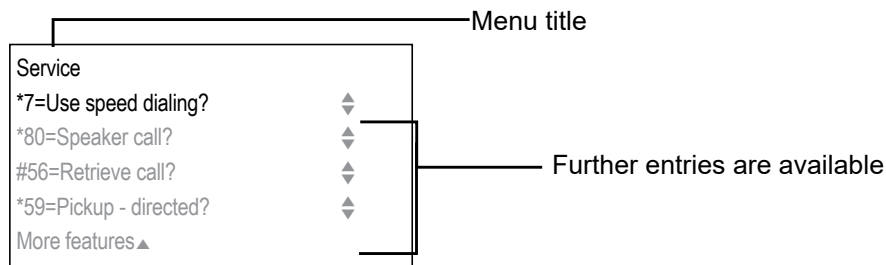 Menu title
Service
*7=Use speed dialing?
*80=Speaker call?
#56=Retrieve call?
*59=Pickup - directed?
More features▲
Further entries are available